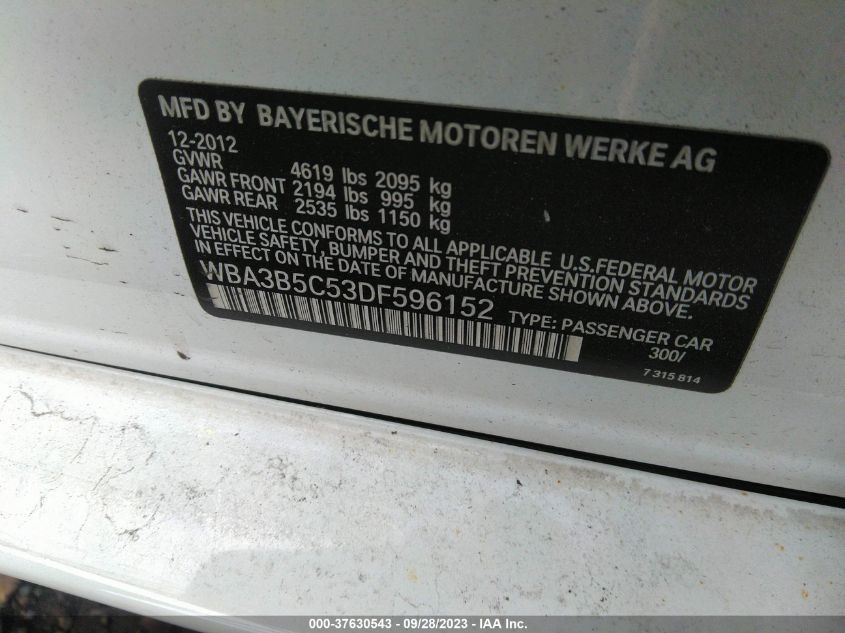 MFD BY BAYERISCHE MOTOREN WERKE AG
12-2012
GVWR 4619 lbs 2095 kg
GAWR FRONT 2194 lbs 995 kg
GAWR REAR 2535 lbs 1150 kg
THIS VEHICLE CONFORMS TO ALL APPLICABLE U.S.FEDERAL MOTOR
VEHICLE SAFETY, BUMPER AND THEFT PREVENTION STANDARDS
IN EFFECT ON THE DATE OF MANUFACTURE SHOWN ABOVE.
WBA3B5C53DF596152 TYPE: PASSENGER CAR
300/
7 315 814
000-37630543 / 09/28/2023 - IAA Inc.